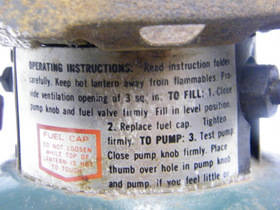 OPERATING INSTRUCTIONS: Read instruction folder
carefully. Keep hot lantern away from flammables. Pro-
vide ventilation opening of 3 sq. in. TO FILL: 1. Close
pump knob and fuel valve firmly. Fill in level position.
2. Replace fuel cap. Tighten
firmly. TO PUMP: 3. Test pump.
Close pump knob firmly. Place
thumb over hole in pump knob
and pump. if you feel little or
FUEL CAP
DO NOT LOOSEN
WHILE TOP OF
LANTERN IS HOT
TO TOUCH